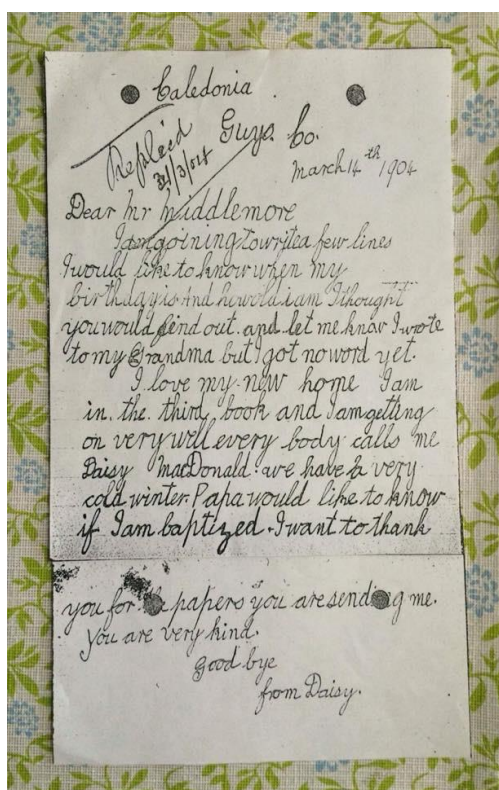 Caledonia
Guys. Co.
Replied
31/3/04
March 14th 1904
Dear Mr Middlemore
I am goining to write a few lines
I would like to know when my
birthday is And how old i am I thought
you would find out. and let me know I wrote
to my Grandma but I got no word yet.
I love my new home I am
in. the. third. book and I am getting
on very well every body calls me
Daisy MacDonald. we have a very
cold winter. Papa would like to know
if I am baptized. I want to thank
you for papers you are sending me.
You are very kind.
Good bye
from Daisy.